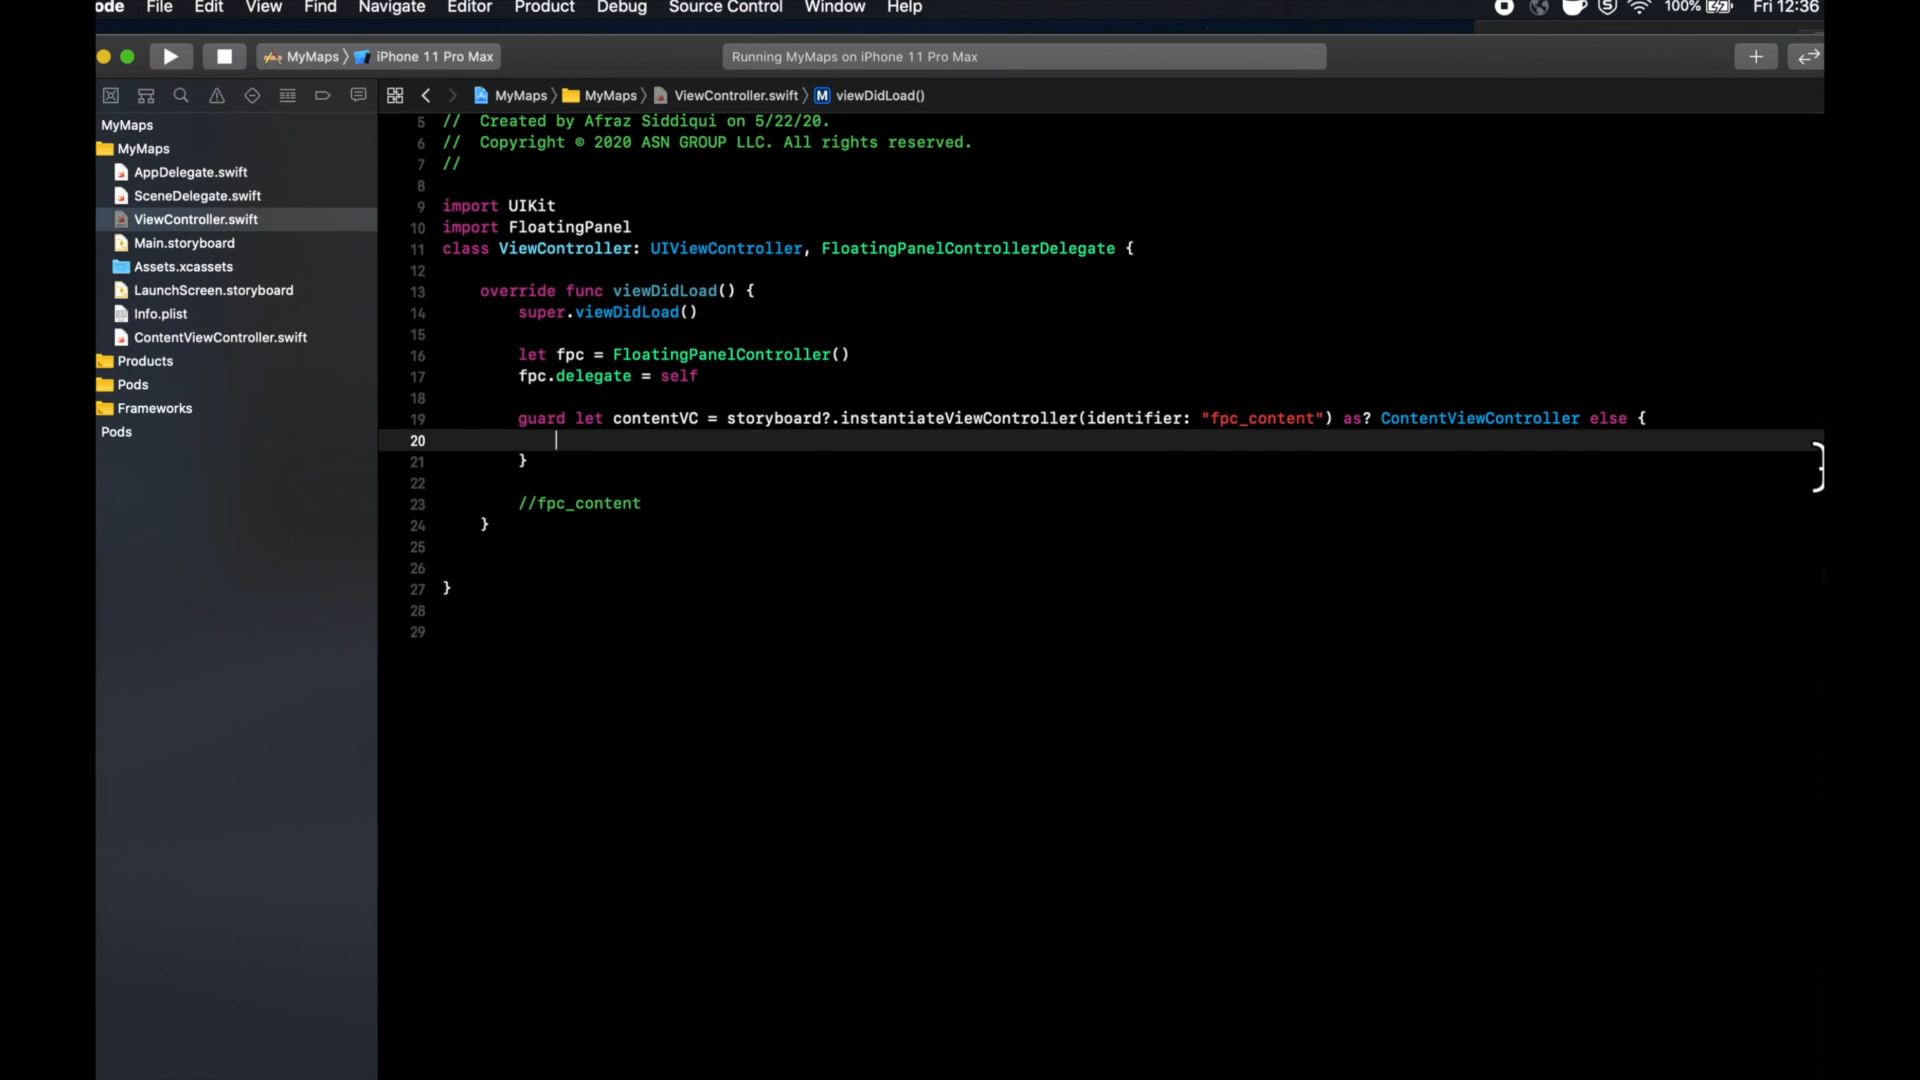 ode File Edit View Find Navigate Editor Product Debug Source Control Window Help 100% Fri 12:36
MyMaps iPhone 11 Pro Max Running MyMaps on iPhone 11 Pro Max
MyMaps MyMaps ViewController.swift M viewDidLoad()
MyMaps
MyMaps
AppDelegate.swift
SceneDelegate.swift
ViewController.swift
Main.storyboard
Assets.xcassets
LaunchScreen.storyboard
Info.plist
ContentViewController.swift
Products
Pods
Frameworks
Pods
5 // Created by Afraz Siddiqui on 5/22/20.
6 // Copyright © 2020 ASN GROUP LLC. All rights reserved.
7 //
8
9 import UIKit
10 import FloatingPanel
11 class ViewController: UIViewController, FloatingPanelControllerDelegate {
12
13 override func viewDidLoad() {
14 super.viewDidLoad()
15
16 let fpc = FloatingPanelController()
17 fpc.delegate = self
18
19 guard let contentVC = storyboard?.instantiateViewController(identifier: "fpc_content") as? ContentViewController else {
20
21 }
22
23 //fpc_content
24 }
25
26
27 }
28
29